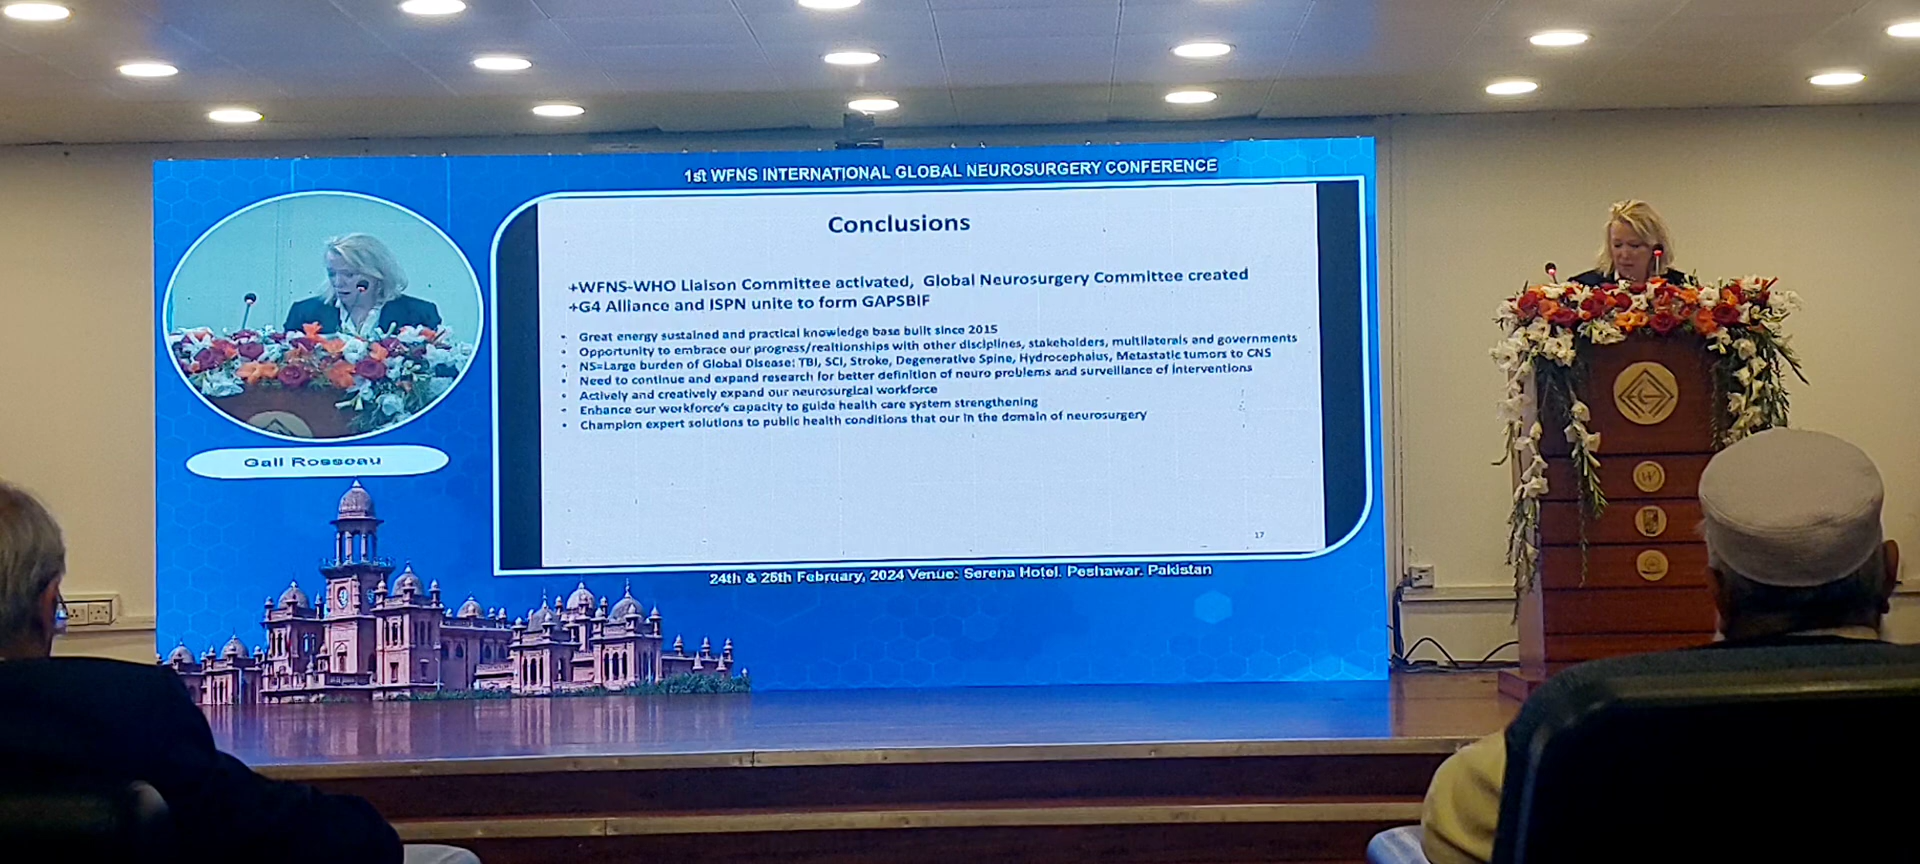 1st WFNS INTERNATIONAL GLOBAL NEUROSURGERY CONFERENCE
Conclusions
+WFNS-WHO Liaison Committee activated, Global Neurosurgery Committee created
+G4 Alliance and ISPN unite to form GAPSBIF
• Great energy sustained and practical knowledge base built since 2015
• Opportunity to embrace our progress/realtionships with other disciplines, stakeholders, multilaterals and governments
• NS=Large burden of Global Disease: TBI, SCI, Stroke, Degenerative Spine, Hydrocephalus, Metastatic tumors to CNS
• Need to continue and expand research for better definition of neuro problems and surveillance of interventions
• Actively and creatively expand our neurosurgical workforce
• Enhance our workforce's capacity to guide health care system strengthening
• Champion expert solutions to public health conditions that our in the domain of neurosurgery
17
Gail Rosseau
24th & 25th February, 2024 Venue: Serena Hotel. Peshawar. Pakistan